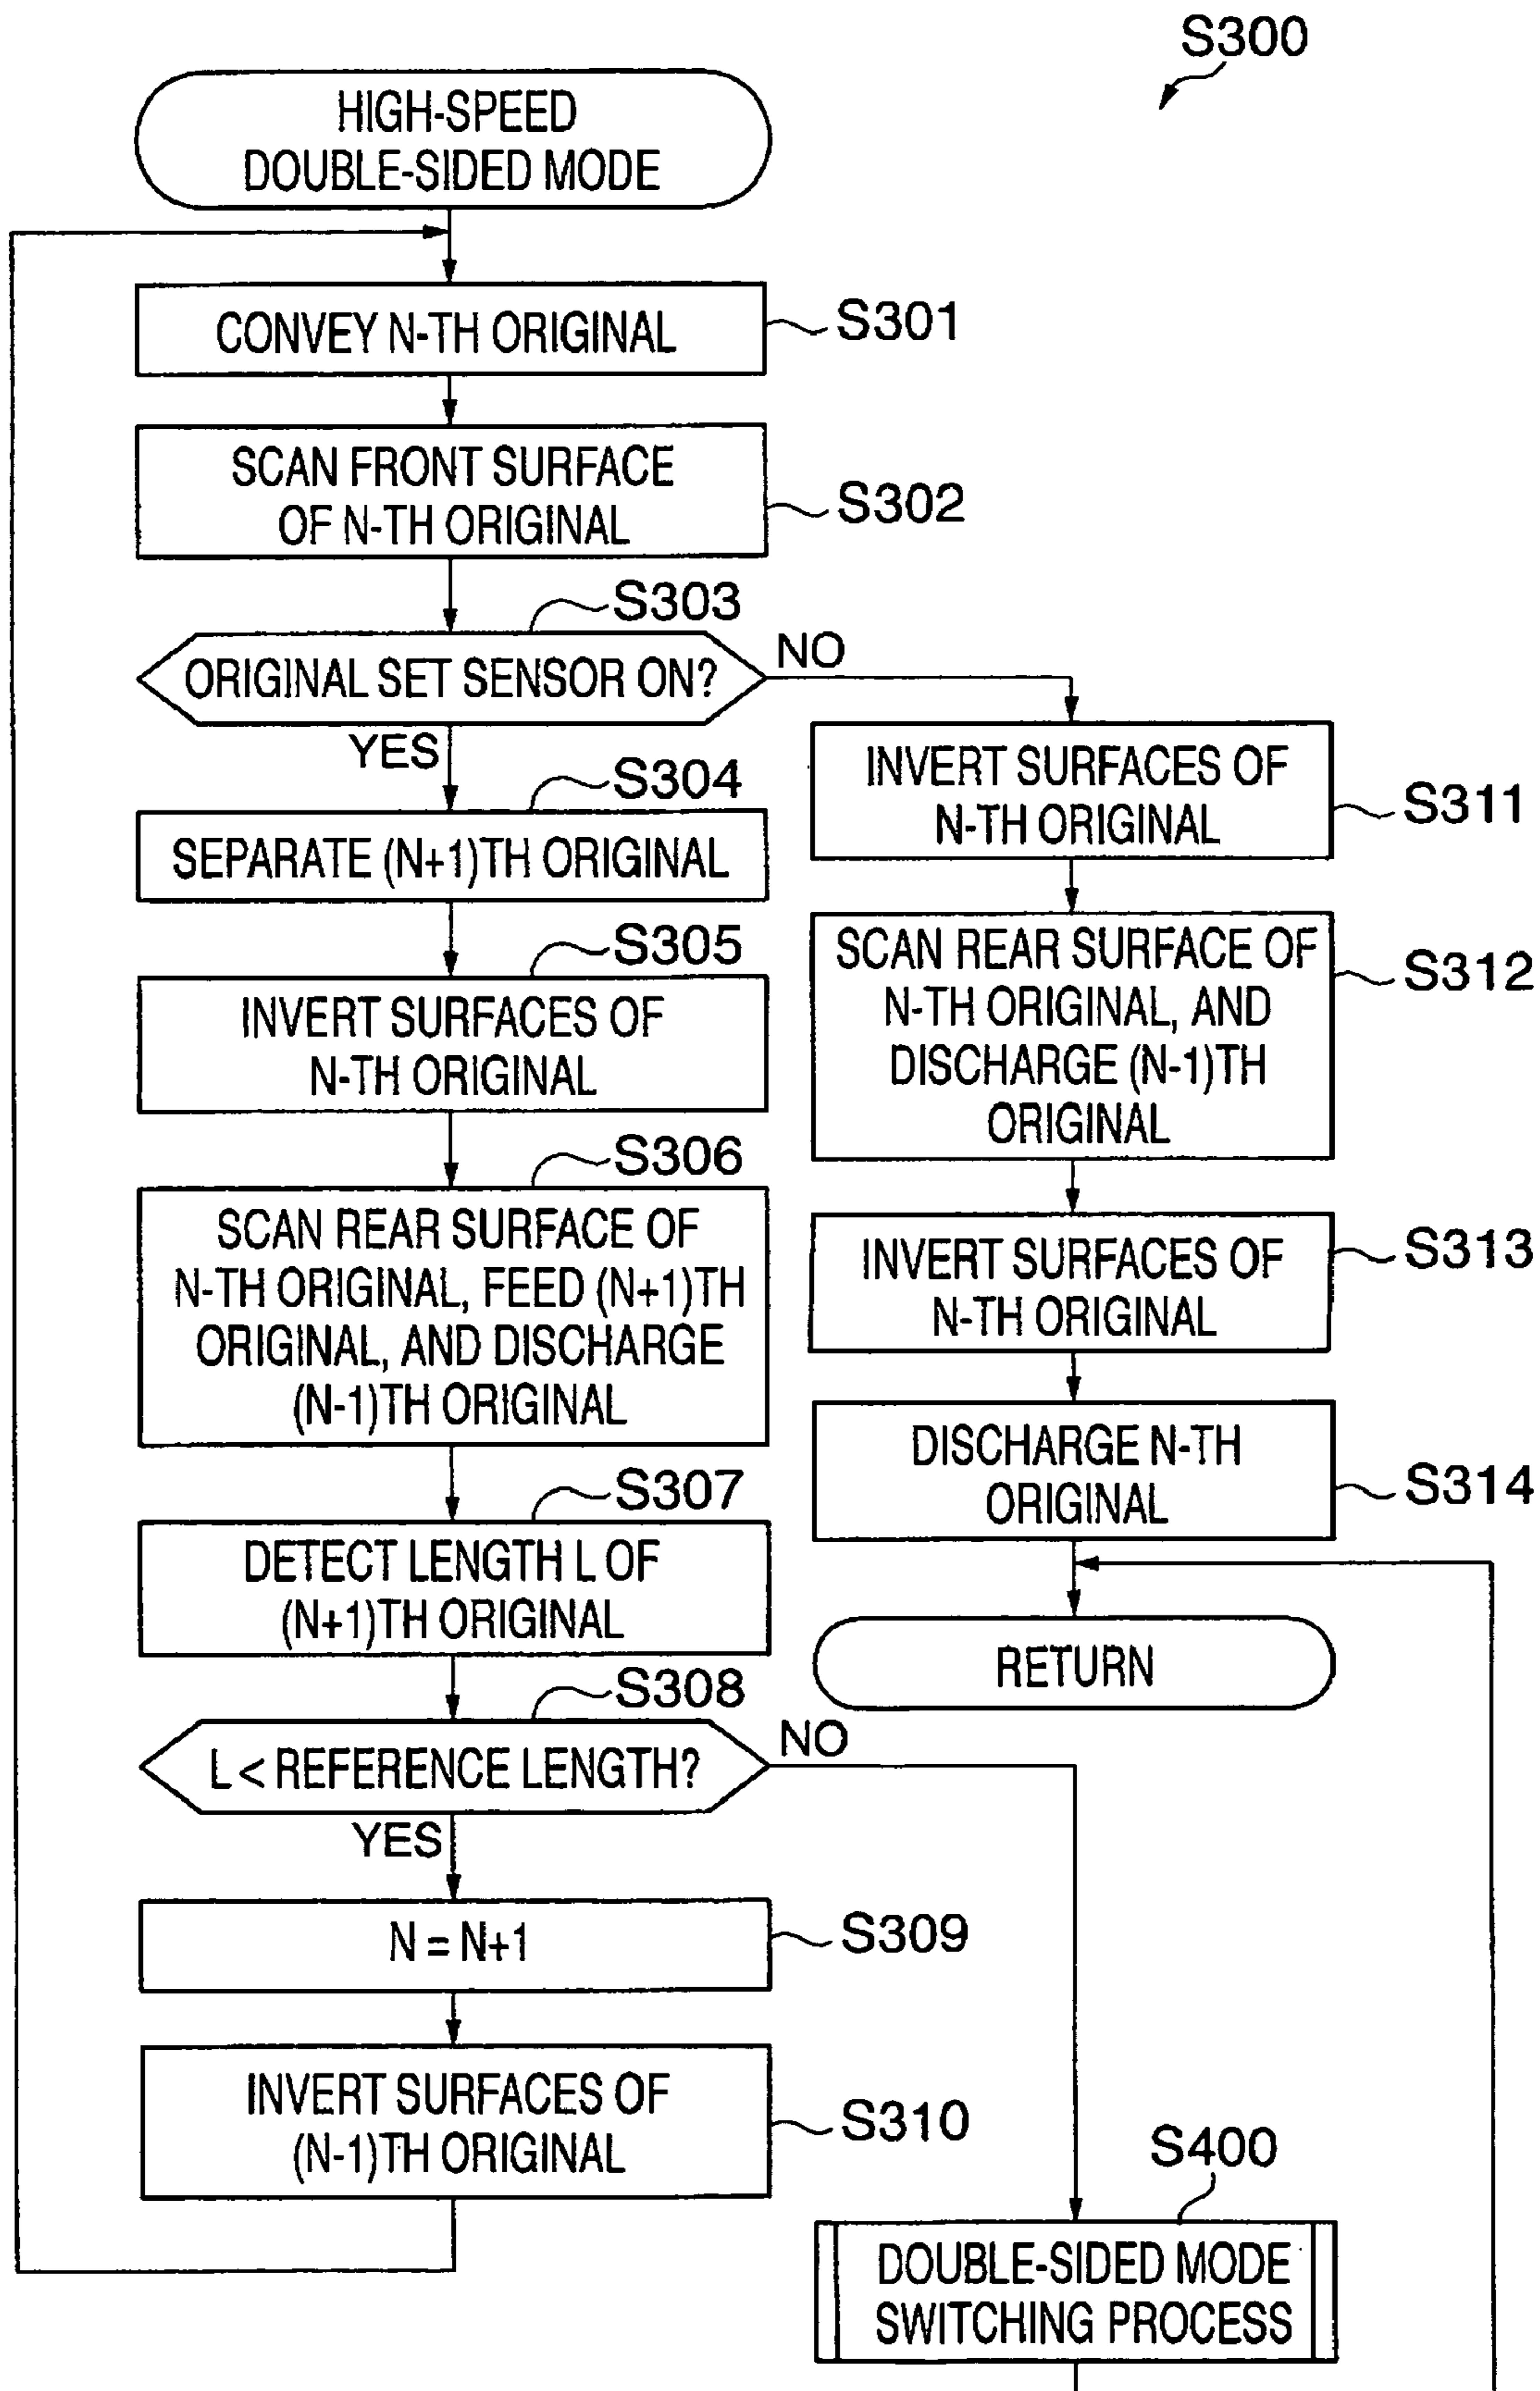 S300
HIGH-SPEED
DOUBLE-SIDED MODE
CONVEY N-TH ORIGINAL
S301
SCAN FRONT SURFACE
OF N-TH ORIGINAL
S302
S303
ORIGINAL SET SENSOR ON?
NO
YES
S304
SEPARATE (N+1)TH ORIGINAL
S305
INVERT SURFACES OF
N-TH ORIGINAL
S306
SCAN REAR SURFACE OF
N-TH ORIGINAL, FEED (N+1)TH
ORIGINAL, AND DISCHARGE
(N-1)TH ORIGINAL
S307
DETECT LENGTH L OF
(N+1)TH ORIGINAL
S308
L < REFERENCE LENGTH?
NO
YES
N = N+1
S309
INVERT SURFACES OF
(N-1)TH ORIGINAL
S310
INVERT SURFACES OF
N-TH ORIGINAL
S311
SCAN REAR SURFACE OF
N-TH ORIGINAL, AND
DISCHARGE (N-1)TH
ORIGINAL
S312
INVERT SURFACES OF
N-TH ORIGINAL
S313
DISCHARGE N-TH
ORIGINAL
S314
RETURN
S400
DOUBLE-SIDED MODE
SWITCHING PROCESS